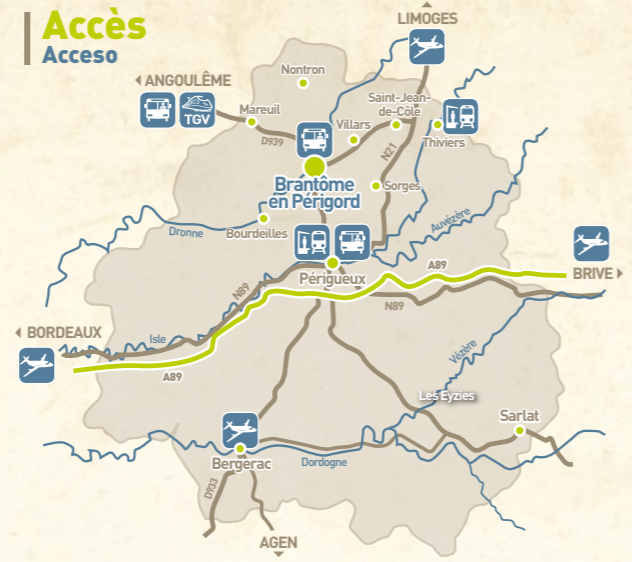 Accès
Acceso
LIMOGES
ANGOULÊME
TGV
Nontron
Mareuil
D939
Villars
Saint-Jean-
de-Côle
Thiviers
N21
Brantôme
en Périgord
Sorges
Bourdeilles
Dronne
Auvézère
Périgueux
A89
BRIVE
N89
N89
BORDEAUX
Isle
A89
Vézère
Les Eyzies
Sarlat
Bergerac
Dordogne
D933
AGEN